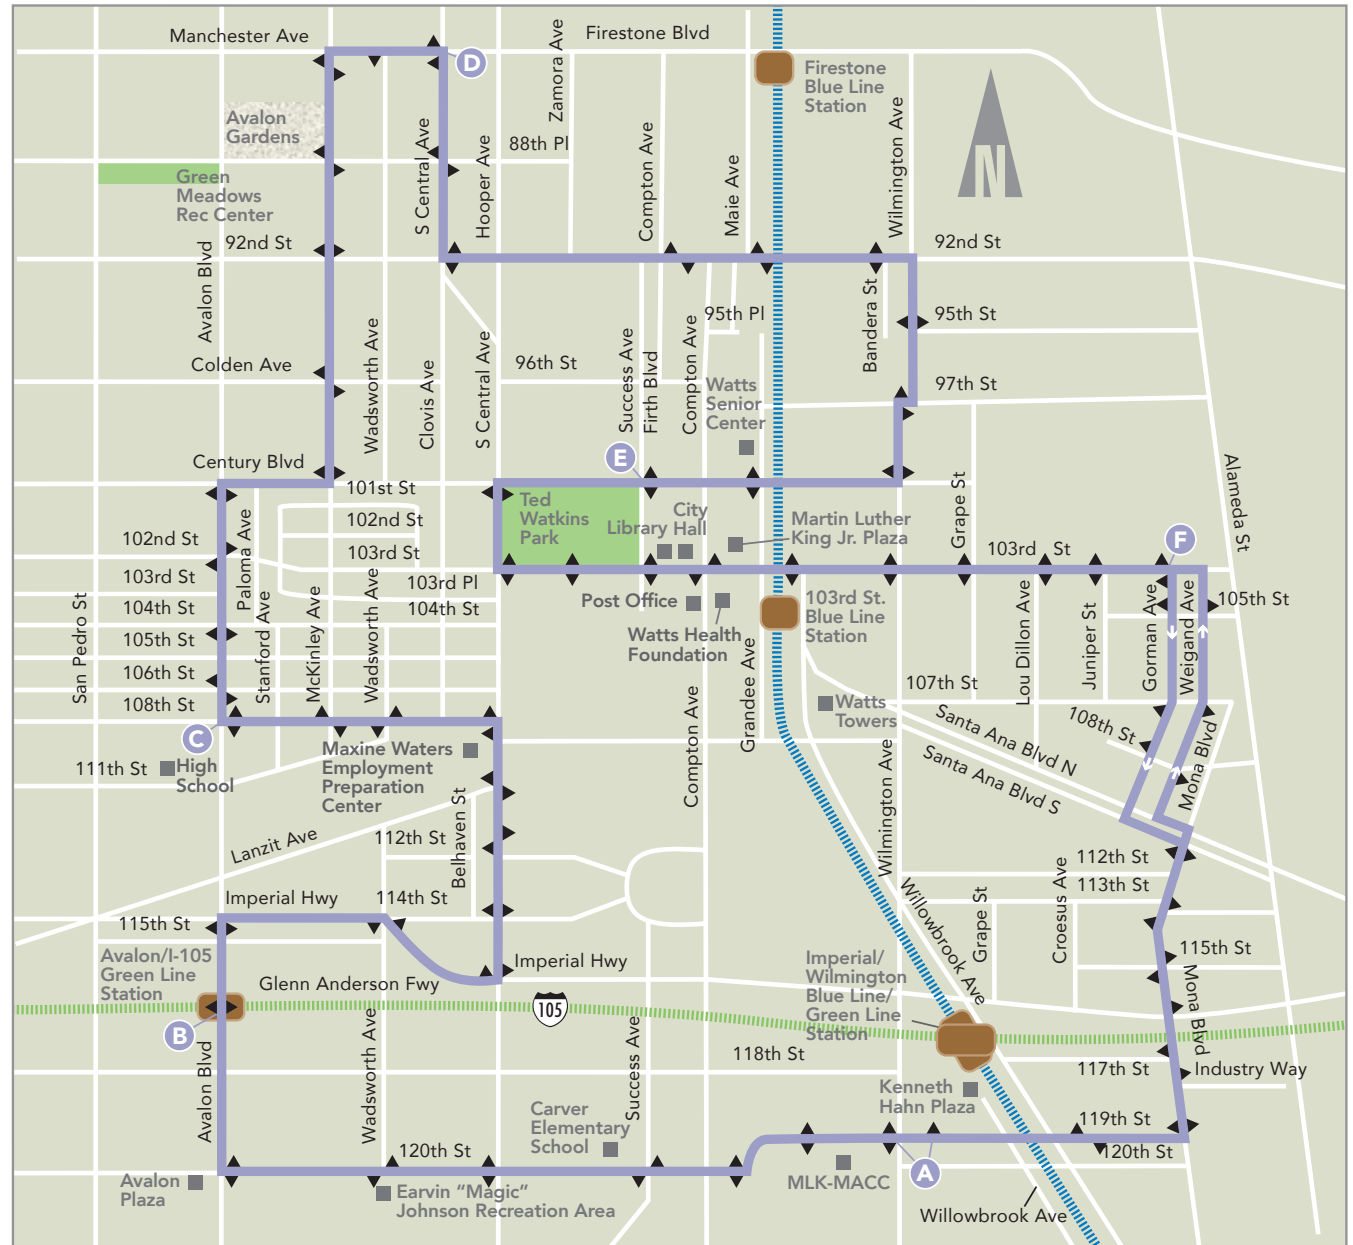 Manchester Ave
Firestone Blvd
Zamora Ave
D
Firestone
Blue Line
Station
Avalon
Gardens
S Central Ave
Hooper Ave
88th Pl
Compton Ave
Maie Ave
Wilmington Ave
N
Green
Meadows
Rec Center
92nd St
92nd St
Avalon Blvd
95th Pl
Bandera St
95th St
Colden Ave
Wadsworth Ave
Clovis Ave
S Central Ave
96th St
Success Ave
Firth Blvd
Compton Ave
Watts
Senior
Center
97th St
Century Blvd
E
101st St
Ted
Watkins
Park
City
Hall
Library
Martin Luther
King Jr. Plaza
Grape St
Alameda St
102nd St
102nd St
Paloma Ave
103rd St
103rd St
F
103rd St
103rd Pl
104th St
104th St
San Pedro St
Stanford Ave
McKinley Ave
Wadsworth Ave
Post Office
Watts Health
Foundation
103rd St.
Blue Line
Station
105th St
105th St
Lou Dillon Ave
Juniper St
Gorman Ave
Weigand Ave
106th St
107th St
108th St
108th St
C
Grandee Ave
Compton Ave
Watts
Towers
Santa Ana Blvd N
Santa Ana Blvd S
Mona Blvd
111th St
High
School
Maxine Waters
Employment
Preparation
Center
Wilmington Ave
Lanzit Ave
112th St
Belhaven St
112th St
113th St
Croesus Ave
Grape St
Willowbrook Ave
Imperial Hwy
114th St
115th St
115th St
Avalon/I-105
Green Line
Station
Imperial Hwy
Glenn Anderson Fwy
105
Imperial/
Wilmington
Blue Line/
Green Line
Station
Mona Blvd
B
Avalon Blvd
Wadsworth Ave
Success Ave
118th St
117th St
Industry Way
Kenneth
Hahn Plaza
119th St
Carver
Elementary
School
120th St
120th St
A
MLK-MACC
Avalon
Plaza
Earvin “Magic”
Johnson Recreation Area
Willowbrook Ave